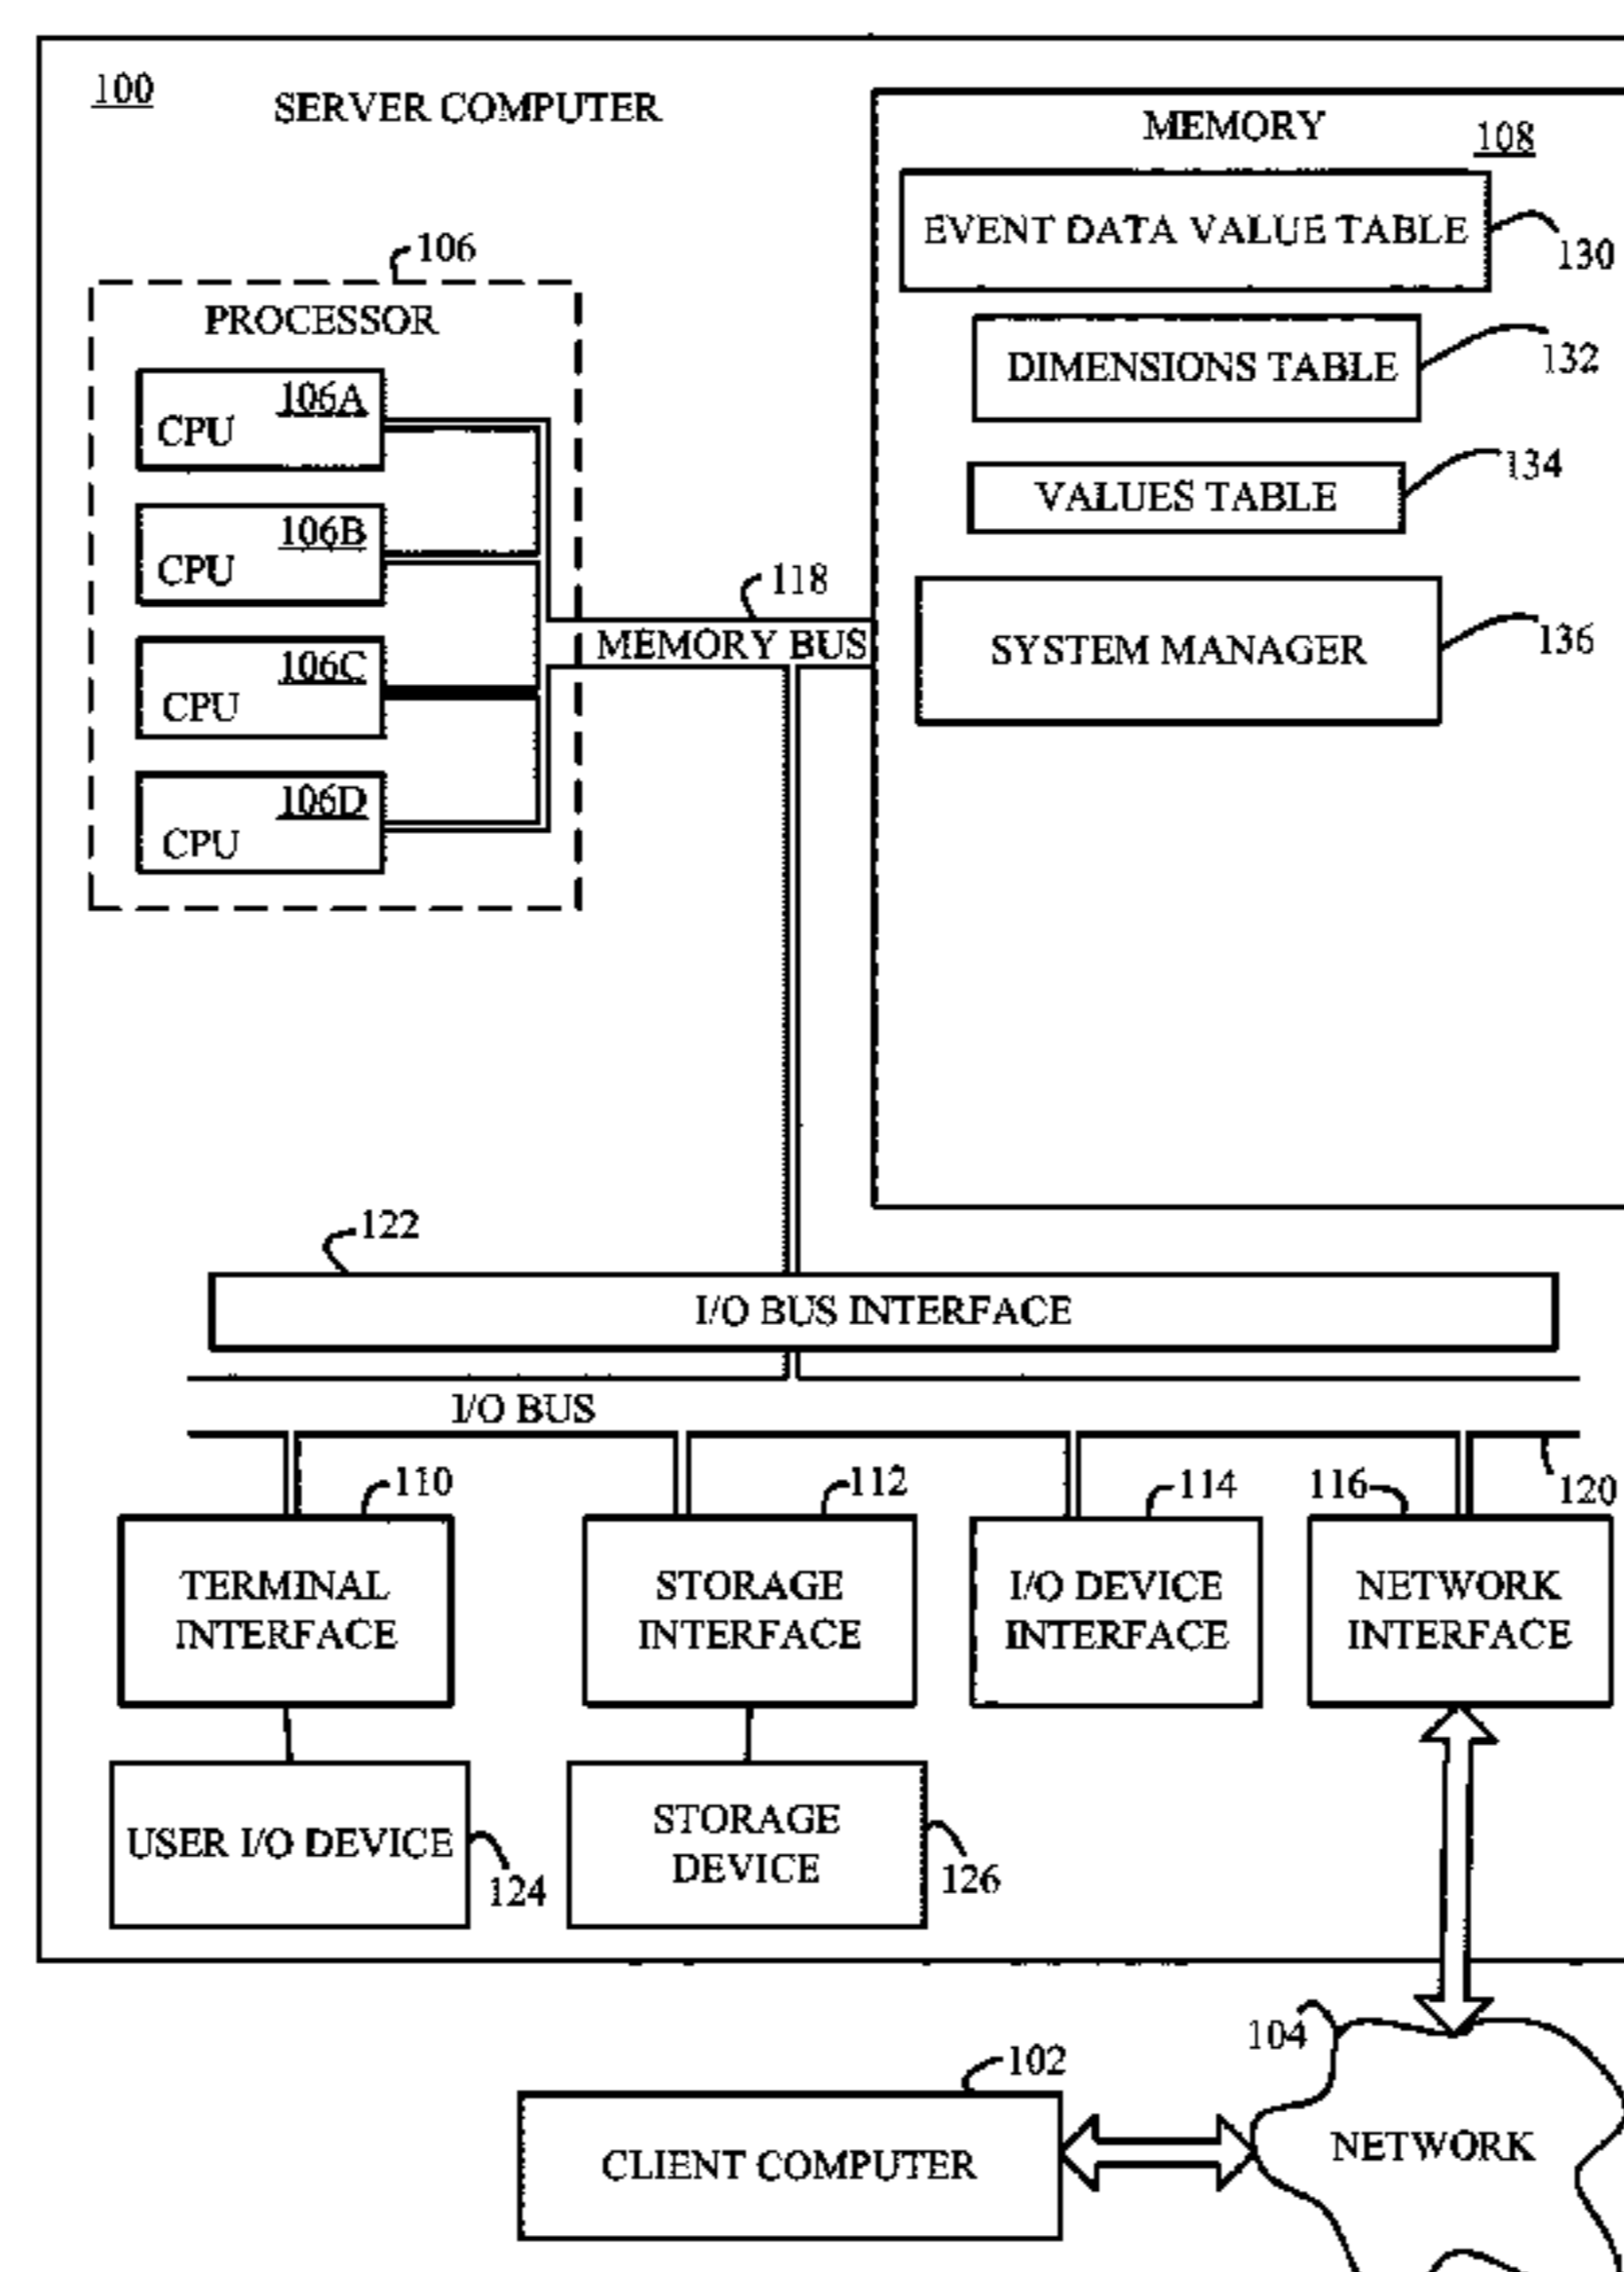 100
SERVER COMPUTER
MEMORY
108
EVENT DATA VALUE TABLE
130
106
PROCESSOR
DIMENSIONS TABLE
132
106A
CPU
VALUES TABLE
134
106B
CPU
118
MEMORY BUS
SYSTEM MANAGER
136
106C
CPU
106D
CPU
122
I/O BUS INTERFACE
I/O BUS
110
112
114
116
120
TERMINAL
INTERFACE
STORAGE
INTERFACE
I/O DEVICE
INTERFACE
NETWORK
INTERFACE
USER I/O DEVICE
124
STORAGE
DEVICE
126
104
102
CLIENT COMPUTER
NETWORK